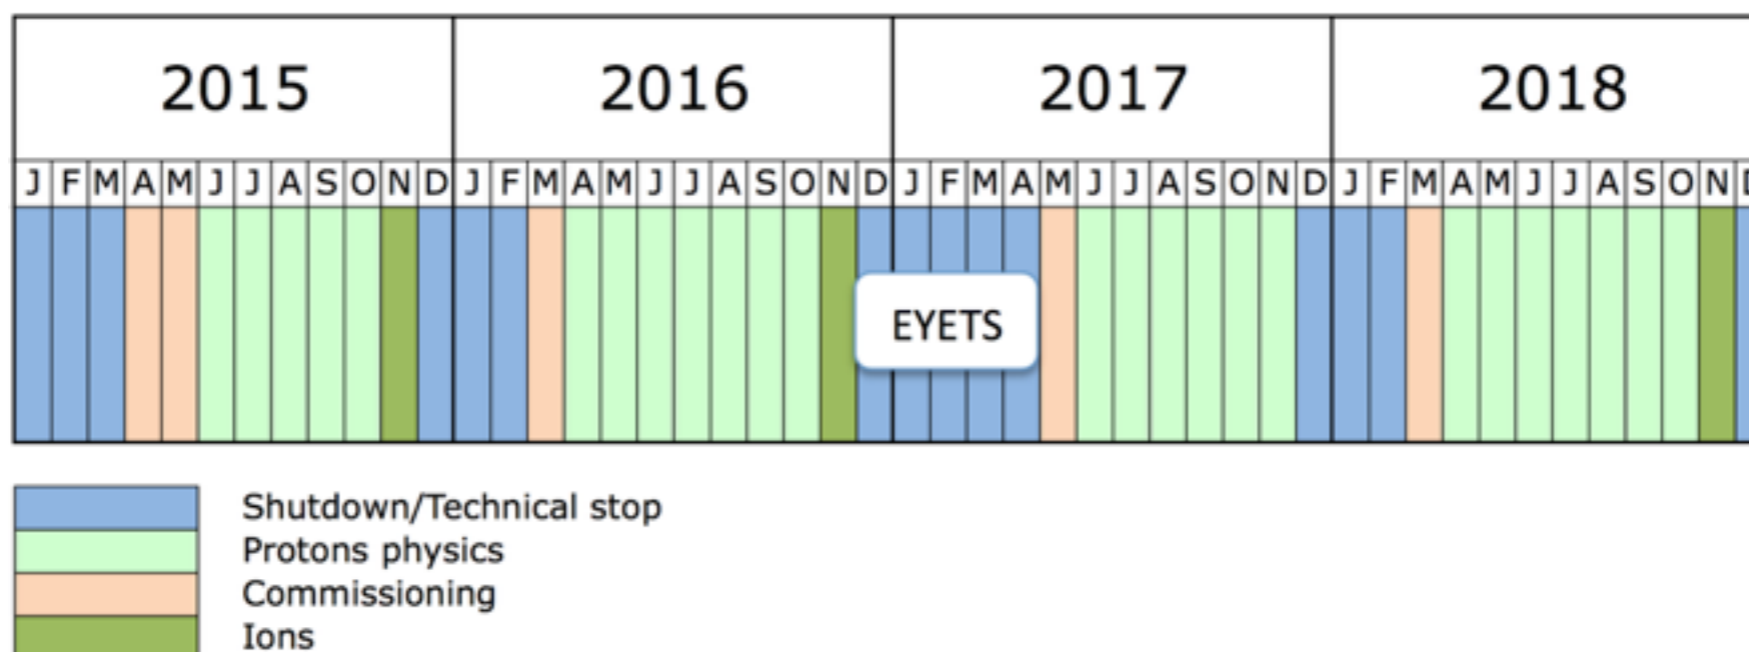 2015 2016 2017 2018
J F M A M J J A S O N D J F M A M J J A S O N D J F M A M J J A S O N D J F M A M J J A S O N D
EYETS
Shutdown/Technical stop
Protons physics
Commissioning
Ions